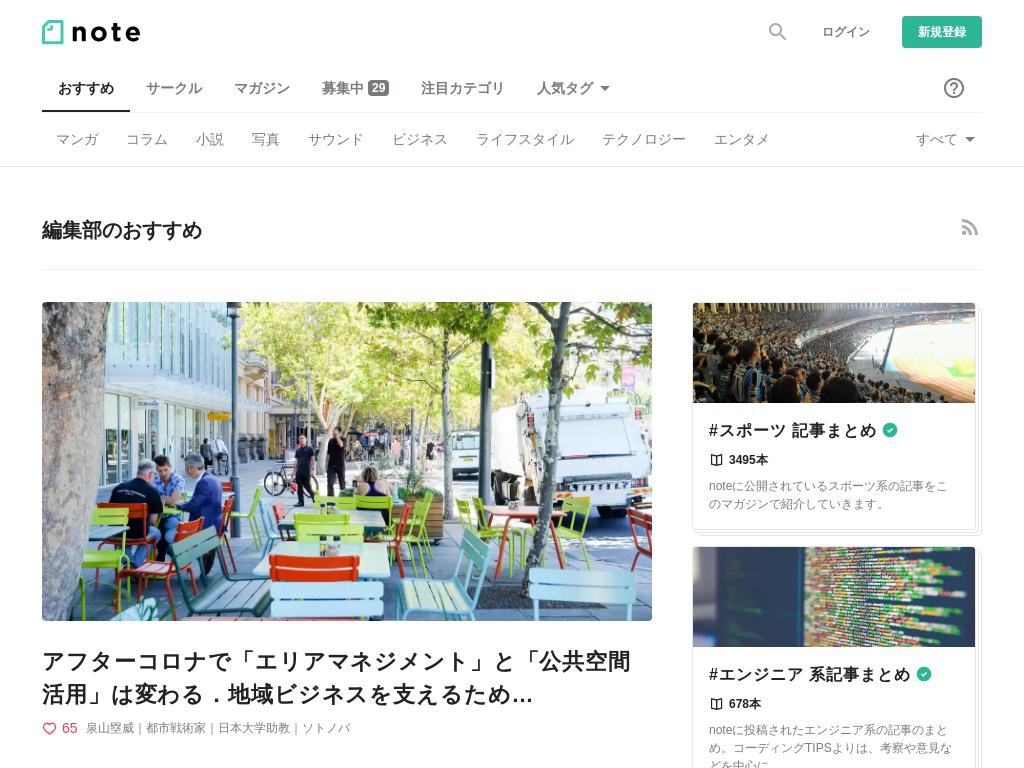 note
ログイン
新規登録
おすすめ
サークル
マガジン
募集中 29
注目カテゴリ
人気タグ
マンガ
コラム
小説
写真
サウンド
ビジネス
ライフスタイル
テクノロジー
エンタメ
すべて
編集部のおすすめ
アフターコロナで「エリアマネジメント」と「公共空間
活用」は変わる．地域ビジネスを支えるため...
65 泉山塁威｜都市戦術家｜日本大学助教｜ソトノバ
#スポーツ 記事まとめ
3495本
noteに公開されているスポーツ系の記事をこ
のマガジンで紹介していきます。
#エンジニア 系記事まとめ
678本
noteに投稿されたエンジニア系の記事のまと
め。コーディングTIPSよりは、考察や意見な
どを中心に